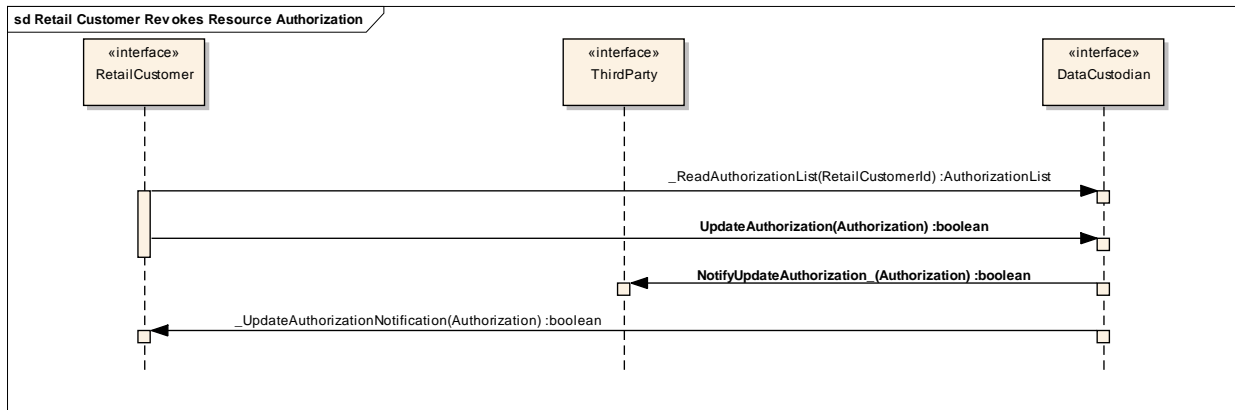 sd Retail Customer Revokes Resource Authorization
«interface»
RetailCustomer
«interface»
ThirdParty
«interface»
DataCustodian
_ReadAuthorizationList(RetailCustomerId) :AuthorizationList
UpdateAuthorization(Authorization) :boolean
NotifyUpdateAuthorization_(Authorization) :boolean
_UpdateAuthorizationNotification(Authorization) :boolean